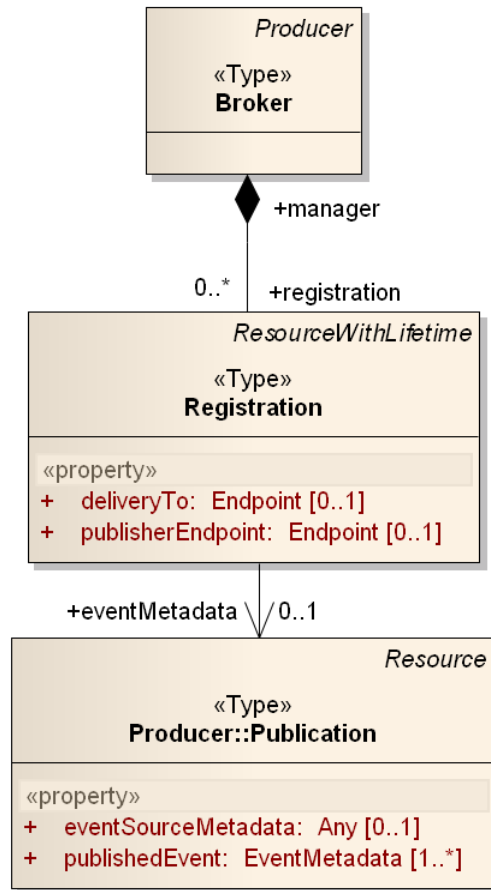 Producer
«Type»
Broker
+manager
0..*
+registration
ResourceWithLifetime
«Type»
Registration
«property»
+ deliveryTo: Endpoint [0..1]
+ publisherEndpoint: Endpoint [0..1]
+eventMetadata 0..1
Resource
«Type»
Producer::Publication
«property»
+ eventSourceMetadata: Any [0..1]
+ publishedEvent: EventMetadata [1..*]